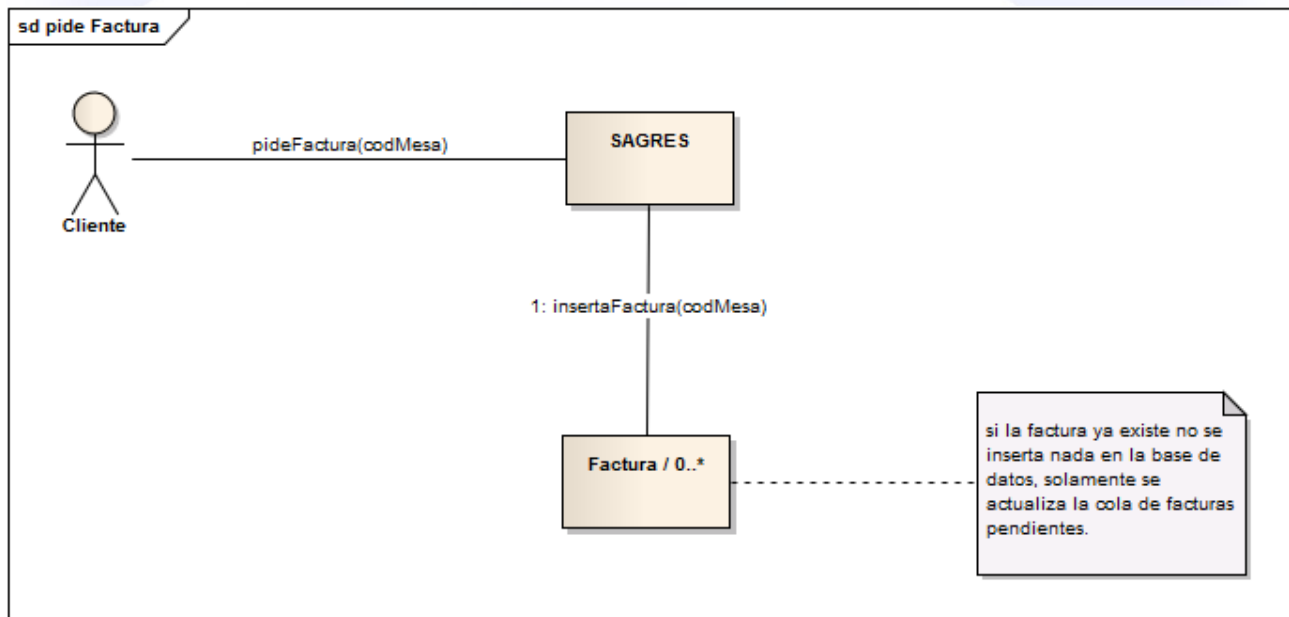 sd pide Factura
pideFactura(codMesa)
SAGRES
Cliente
1: insertaFactura(codMesa)
Factura / 0..*
si la factura ya existe no se
inserta nada en la base de
datos, solamente se
actualiza la cola de facturas
pendientes.